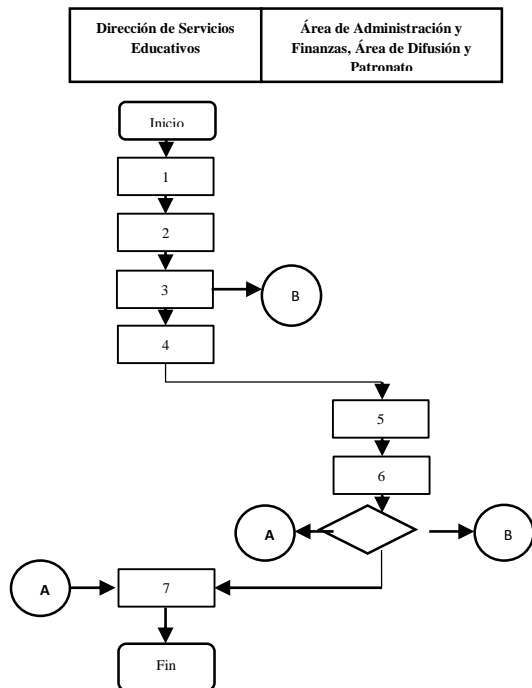 Dirección de Servicios
Educativos
Área de Administración y
Finanzas, Área de Difusión y
Patronato
Inicio
1
2
3
B
4
5
6
A
B
A
7
Fin